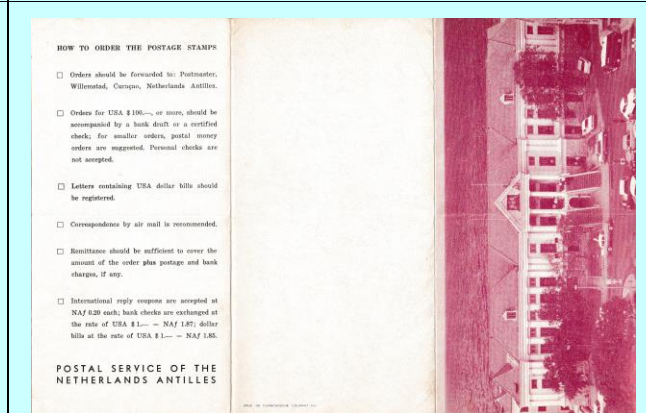 HOW TO ORDER THE POSTAGE STAMPS
Orders should be forwarded to: Postmaster,
Willemstad, Curaçao, Netherlands Antilles.
Orders for USA $ 100.—, or more, should be
accompanied by a bank draft or a certified
check; for smaller orders, postal money
orders are suggested. Personal checks are
not accepted.
Letters containing USA dollar bills should
be registered.
Correspondence by air mail is recommended.
Remittance should be sufficient to cover the
amount of the order plus postage and bank
charges, if any.
International reply coupons are accepted at
NAƒ 0.20 each; bank checks are exchanged at
the rate of USA $ 1.— = NAƒ 1.87; dollar
bills at the rate of USA $ 1.— = NAƒ 1.85.
POSTAL SERVICE OF THE
NETHERLANDS ANTILLES